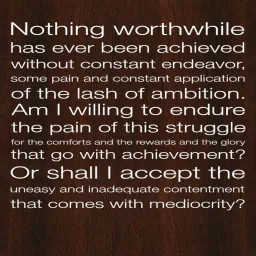 Nothing worthwhile
has ever been achieved
without constant endeavor,
some pain and constant application
of the lash of ambition.
Am I willing to endure
the pain of this struggle
for the comforts and the rewards and the glory
that go with achievement?
Or shall I accept the
uneasy and inadequate contentment
that comes with mediocrity?